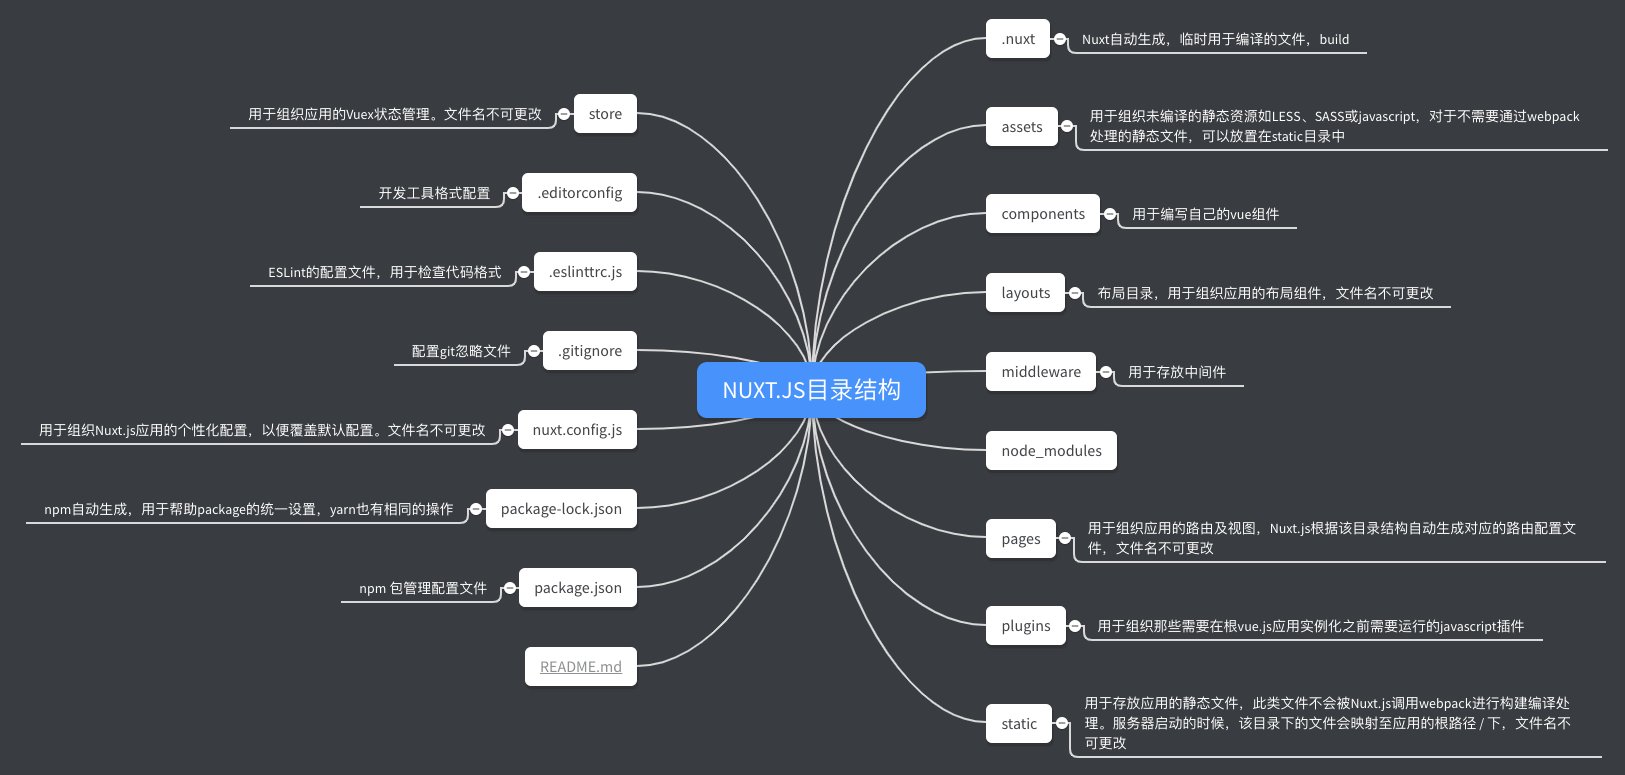 NUXT.JS目录结构
.nuxt
Nuxt自动生成，临时用于编译的文件，build
assets
用于组织未编译的静态资源如LESS、SASS或javascript，对于不需要通过webpack
处理的静态文件，可以放置在static目录中
components
用于编写自己的vue组件
layouts
布局目录，用于组织应用的布局组件，文件名不可更改
middleware
用于存放中间件
node_modules
pages
用于组织应用的路由及视图，Nuxt.js根据该目录结构自动生成对应的路由配置文
件，文件名不可更改
plugins
用于组织那些需要在根vue.js应用实例化之前需要运行的javascript插件
static
用于存放应用的静态文件，此类文件不会被Nuxt.js调用webpack进行构建编译处
理。服务器启动的时候，该目录下的文件会映射至应用的根路径 / 下，文件名不
可更改
store
用于组织应用的Vuex状态管理。文件名不可更改
.editorconfig
开发工具格式配置
.eslinttrc.js
ESLint的配置文件，用于检查代码格式
.gitignore
配置git忽略文件
nuxt.config.js
用于组织Nuxt.js应用的个性化配置，以便覆盖默认配置。文件名不可更改
package-lock.json
npm自动生成，用于帮助package的统一设置，yarn也有相同的操作
package.json
npm 包管理配置文件
README.md